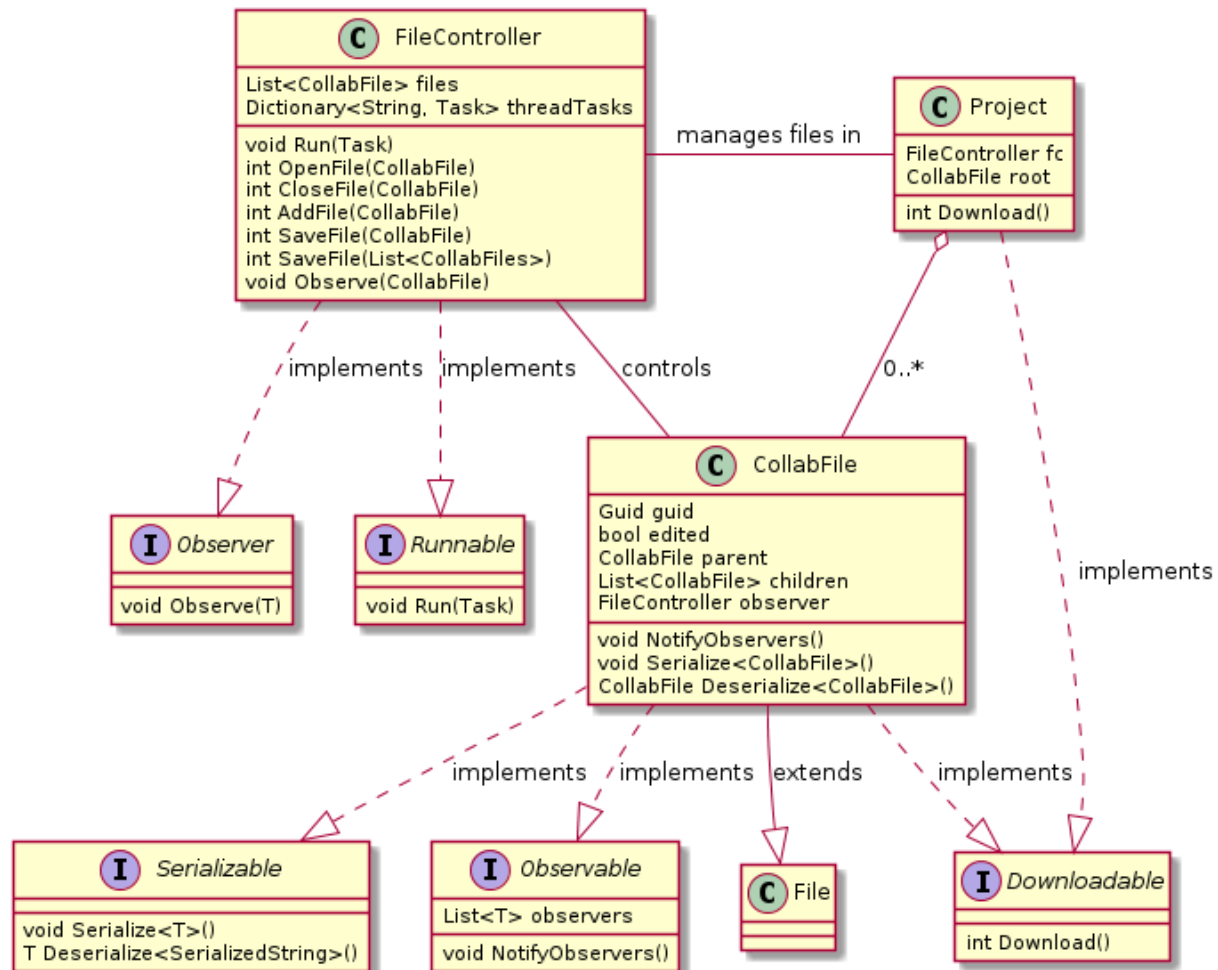 C FileController
List<CollabFile> files
Dictionary<String, Task> threadTasks
void Run(Task)
int OpenFile(CollabFile)
int CloseFile(CollabFile)
int AddFile(CollabFile)
int SaveFile(CollabFile)
int SaveFile(List<CollabFiles>)
void Observe(CollabFile)
manages files in
C Project
FileController fc
CollabFile root
int Download()
implements
implements
controls
0..*
C CollabFile
Guid guid
bool edited
CollabFile parent
List<CollabFile> children
FileController observer
void NotifyObservers()
void Serialize<CollabFile>()
CollabFile Deserialize<CollabFile>()
I Observer
void Observe(T)
I Runnable
void Run(Task)
implements
implements
implements
extends
implements
I Serializable
void Serialize<T>()
T Deserialize<SerializedString>()
I Observable
List<T> observers
void NotifyObservers()
C File
I Downloadable
int Download()